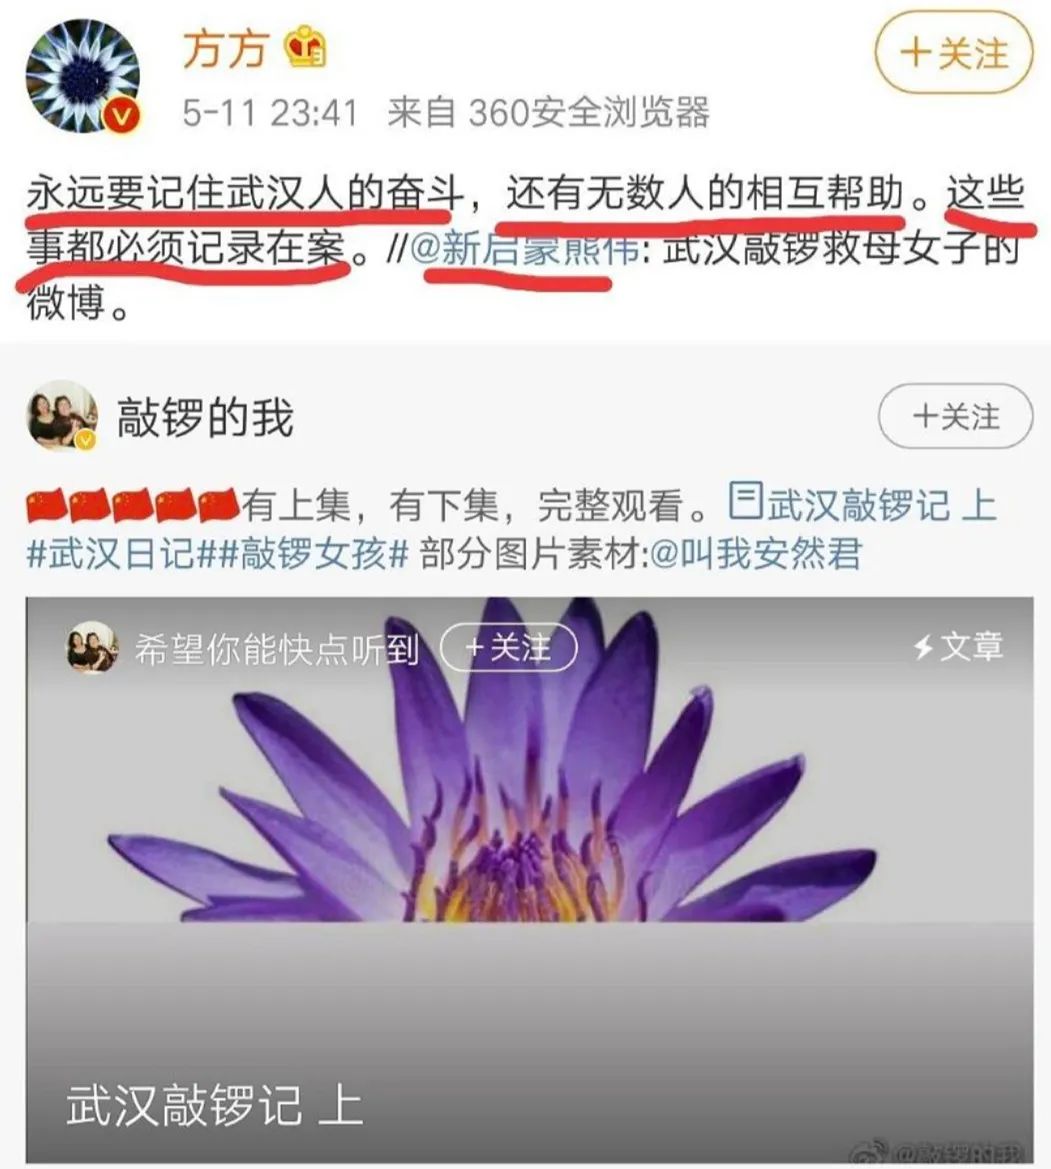 方方
+关注
5-11 23:41 来自 360安全浏览器
永远要记住武汉人的奋斗，还有无数人的相互帮助。这些
事都必须记录在案。//@新启蒙熊伟: 武汉敲锣救母女子的
微博。
敲锣的我
+关注
有上集，有下集，完整观看。武汉敲锣记 上
#武汉日记##敲锣女孩# 部分图片素材:@叫我安然君
希望你能快点听到 +关注
文章
武汉敲锣记 上
@敲锣的我